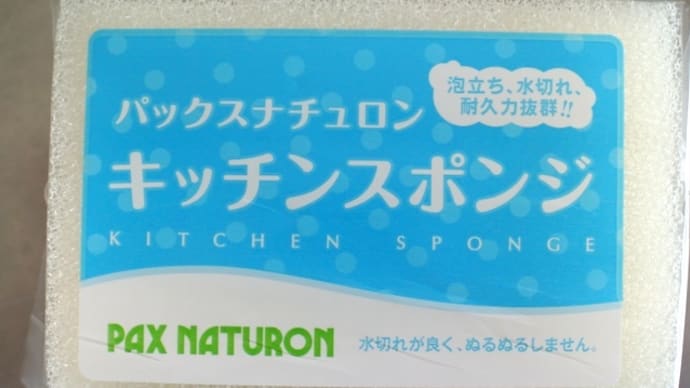 泡立ち、水切れ、
耐久力抜群!!
パックスナチュロン
キッチンスポンジ
KITCHEN SPONGE
PAX NATURON
水切れが良く、ぬるぬるしません。